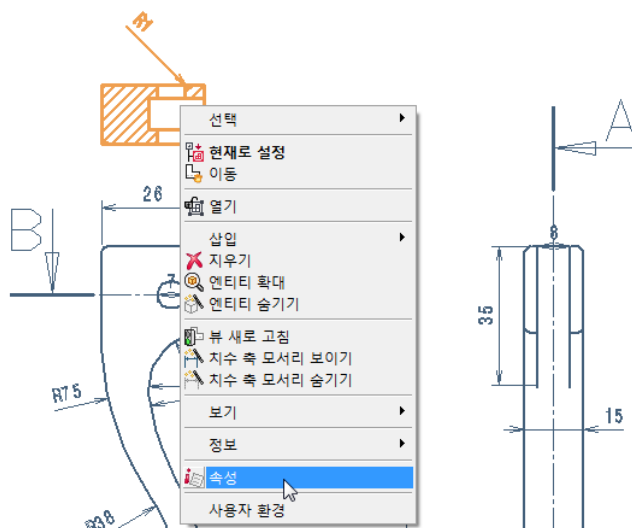 R1
선택
A
현재로 설정
이동
26
열기
B
삽입
8
지우기
7
엔티티 확대
엔티티 숨기기
35
뷰 새로 고침
치수 축 모서리 보이기
치수 축 모서리 숨기기
R75
보기
15
정보
속성
사용자 환경
R38